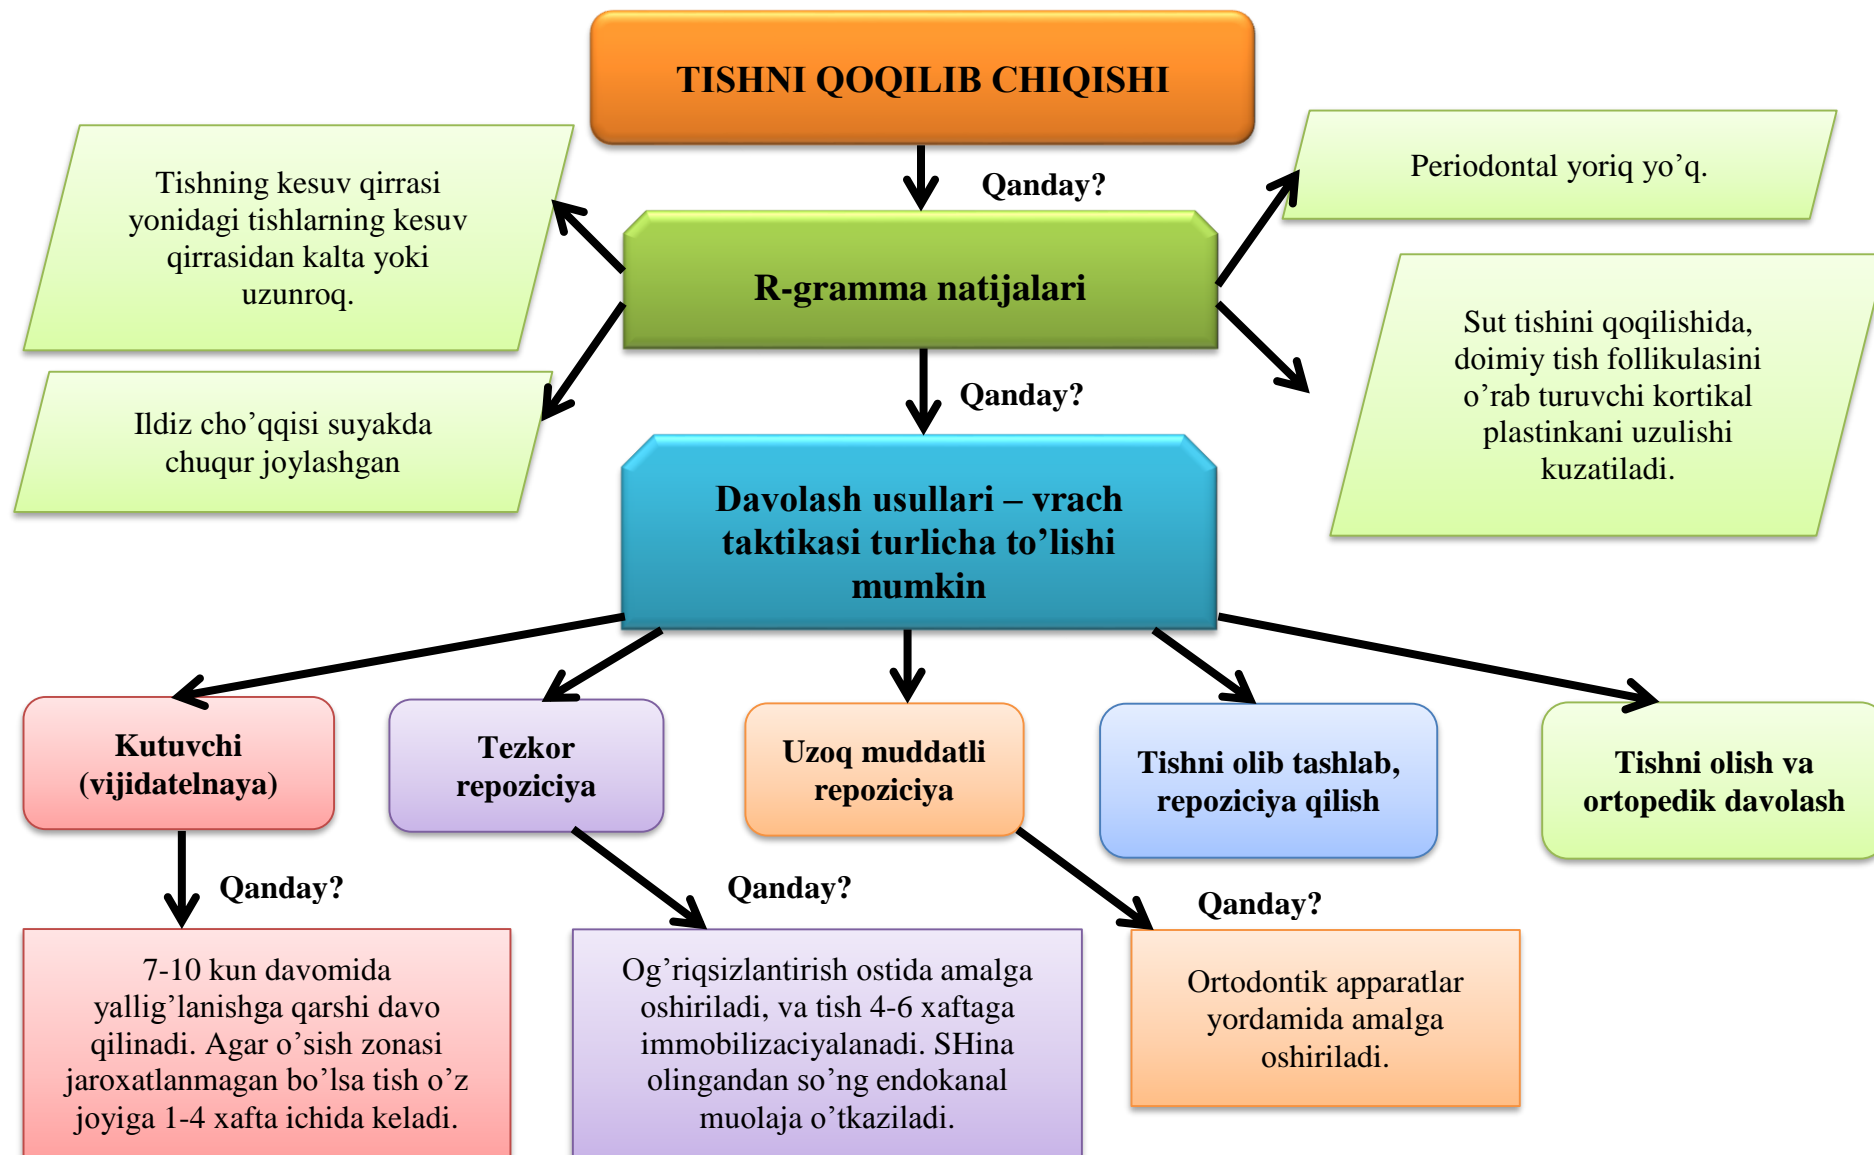 TISHNI QOQILIB CHIQISHI
Qanday?
Tishning kesuv qirrasi
yonidagi tishlarning kesuv
qirrasidan kalta yoki
uzunroq.
Periodontal yoriq yo’q.
R-gramma natijalari
Ildiz cho’qqisi suyakda
chuqur joylashgan
Sut tishini qoqilishida,
doimiy tish follikulasini
o’rab turuvchi kortikal
plastinkani uzulishi
kuzatiladi.
Qanday?
Davolash usullari – vrach
taktikasi turlicha to’lishi
mumkin
Kutuvchi
(vijidatelnaya)
Tezkor
repoziciya
Uzoq muddatli
repoziciya
Tishni olib tashlab,
repoziciya qilish
Tishni olish va
ortopedik davolash
Qanday?
Qanday?
Qanday?
7-10 kun davomida
yallig’lanishga qarshi davo
qilinadi. Agar o’sish zonasi
jaroxatlanmagan bo’lsa tish o’z
joyiga 1-4 xafta ichida keladi.
Og’riqsizlantirish ostida amalga
oshiriladi, va tish 4-6 xaftaga
immobilizaciyalanadi. SHina
olingandan so’ng endokanal
muolaja o’tkaziladi.
Ortodontik apparatlar
yordamida amalga
oshiriladi.